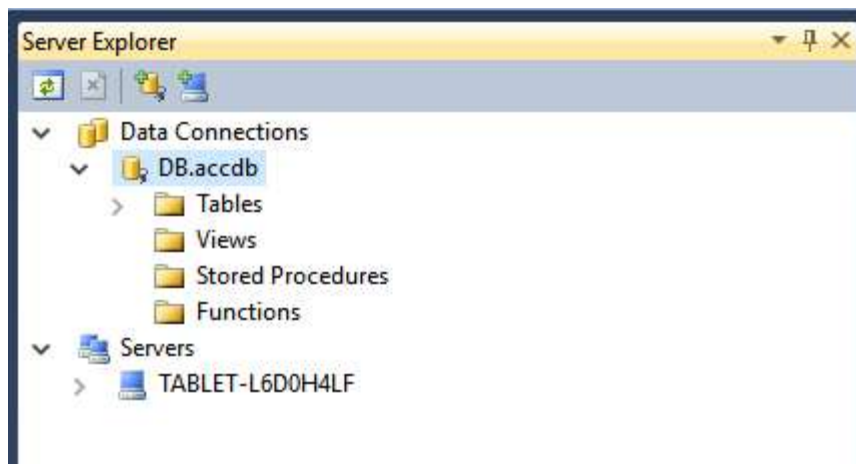 Server Explorer
Data Connections
DB.accdb
Tables
Views
Stored Procedures
Functions
Servers
TABLET-L6D0H4LF